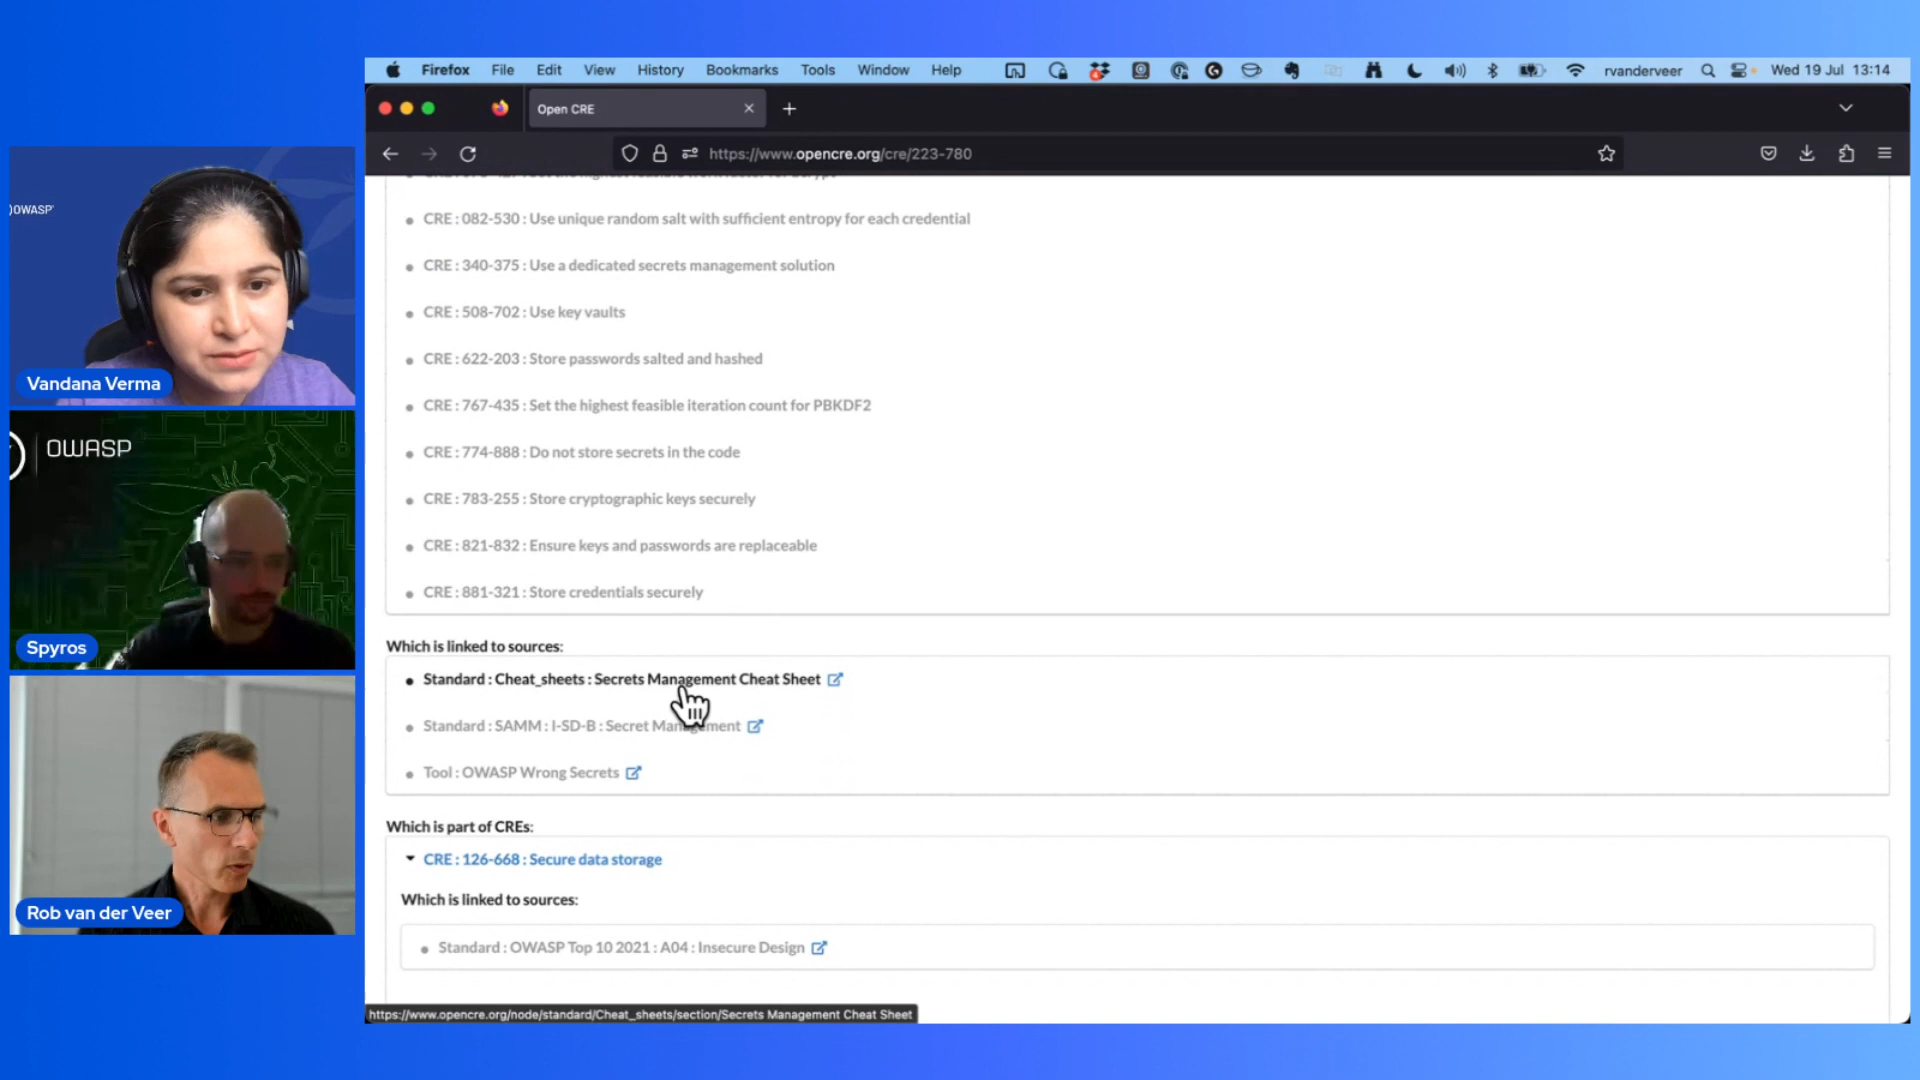 Firefox File Edit View History Bookmarks Tools Window Help rvanderveer Wed 19 Jul 13:14
Open CRE
https://www.opencre.org/cre/223-780
CRE : 082-530 : Use unique random salt with sufficient entropy for each credential
CRE : 340-375 : Use a dedicated secrets management solution
CRE : 508-702 : Use key vaults
CRE : 622-203 : Store passwords salted and hashed
CRE : 767-435 : Set the highest feasible iteration count for PBKDF2
CRE : 774-888 : Do not store secrets in the code
CRE : 783-255 : Store cryptographic keys securely
CRE : 821-832 : Ensure keys and passwords are replaceable
CRE : 881-321 : Store credentials securely
Which is linked to sources:
Standard : Cheat_sheets : Secrets Management Cheat Sheet
Standard : SAMM : I-SD-B : Secret Management
Tool : OWASP Wrong Secrets
Which is part of CREs:
CRE : 126-668 : Secure data storage
Which is linked to sources:
Standard : OWASP Top 10 2021 : A04 : Insecure Design
https://www.opencre.org/node/standard/Cheat_sheets/section/Secrets Management Cheat Sheet
OWASP
Vandana Verma
OWASP
Spyros
Rob van der Veer